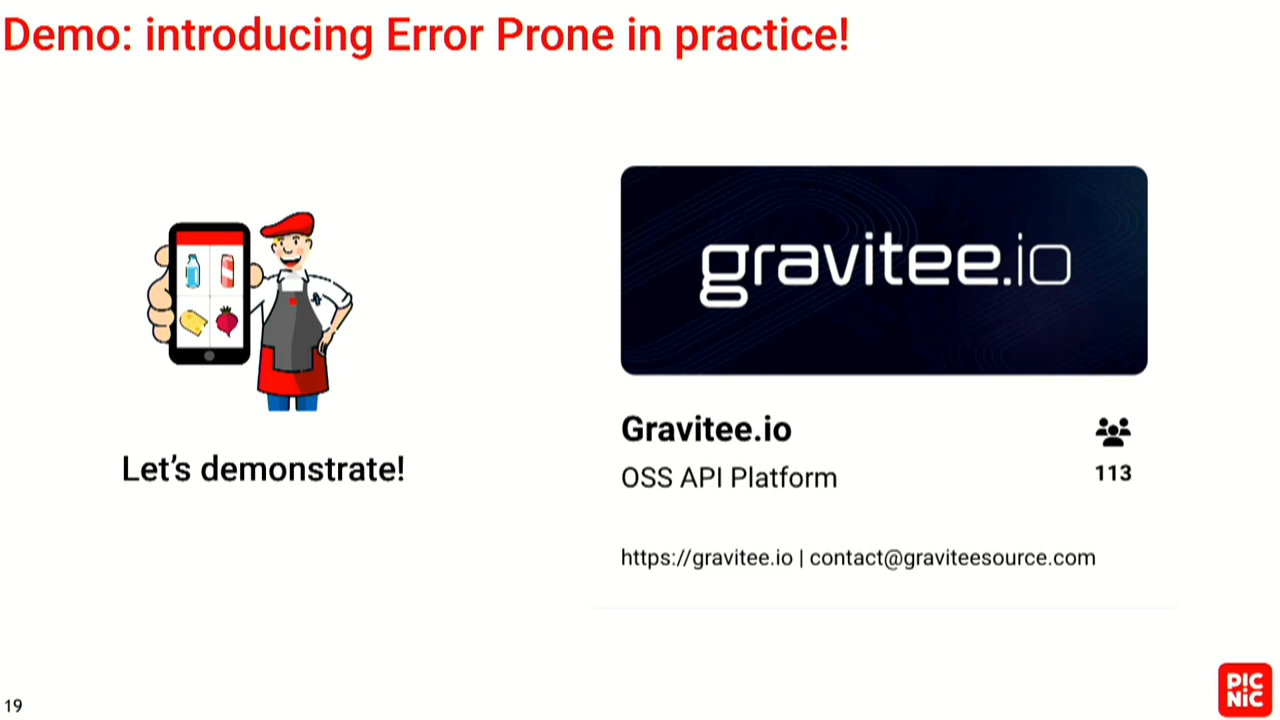 Demo: introducing Error Prone in practice!
gravitee.io
Let's demonstrate!
Gravitee.io
OSS API Platform
113
https://gravitee.io | contact@graviteesource.com
19
PIC
NIC